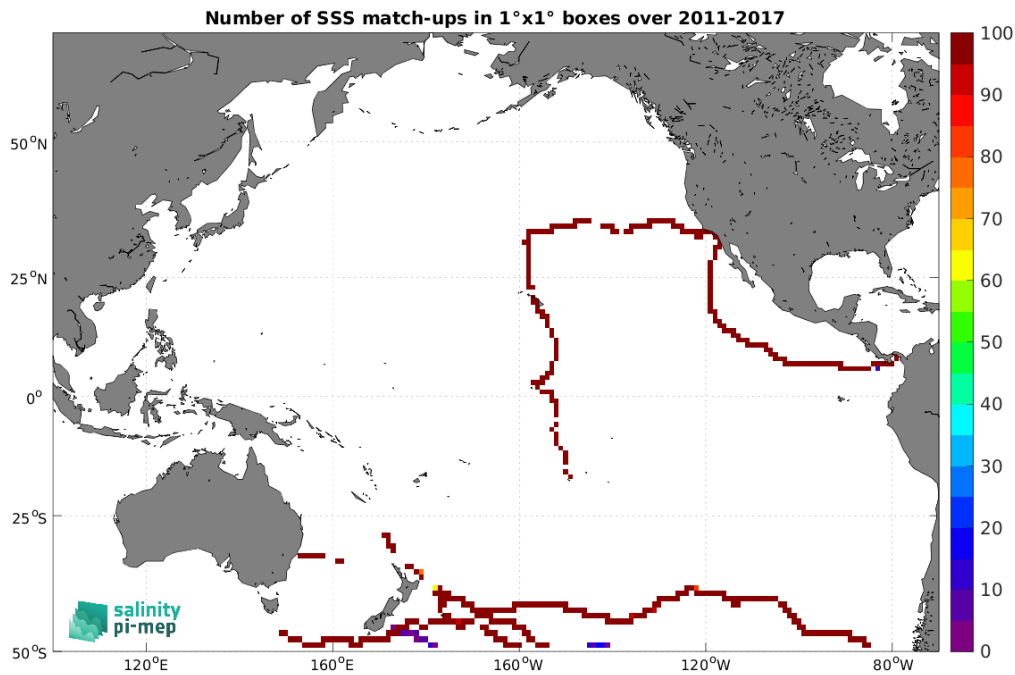 Number of SSS match-ups in 1°x1° boxes over 2011-2017
100
90
80
70
60
50
40
30
20
10
0
50°N
25°N
0°
25°S
50°S
120°E
160°E
160°W
120°W
80°W
salinity
pi-mep